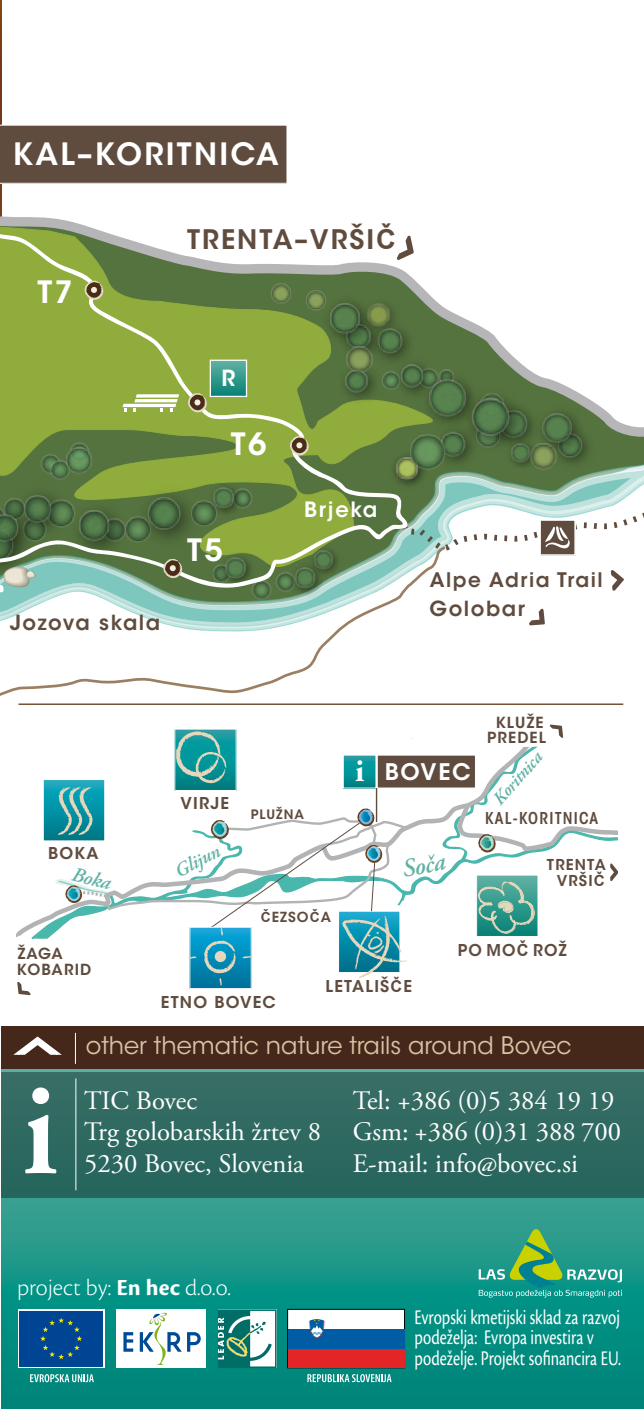 KAL-KORITNICA
TRENTA-VRŠIČ
T7
R
T6
Brjeka
T5
Alpe Adria Trail
Golobar
Jozova skala
KLUŽE
PREDEL
Koritnica
i BOVEC
VIRJE
PLUŽNA
KAL-KORITNICA
BOKA
Glijun
Soča
TRENTA
VRŠIČ
Boka
ČEZSOČA
PO MOČ ROŽ
ŽAGA
KOBARID
LETALIŠČE
ETNO BOVEC
other thematic nature trails around Bovec
i
TIC Bovec
Trg golobarskih žrtev 8
5230 Bovec, Slovenia
Tel: +386 (0)5 384 19 19
Gsm: +386 (0)31 388 700
E-mail: info@bovec.si
LAS RAZVOJ
Bogastvo podeželja ob Smaragdni poti
project by: En hec d.o.o.
EKSRP
LEADER
Evropski kmetijski sklad za razvoj
podeželja: Evropa investira v
podeželje. Projekt sofinancira EU.
EVROPSKA UNIJA
REPUBLIKA SLOVENIJA